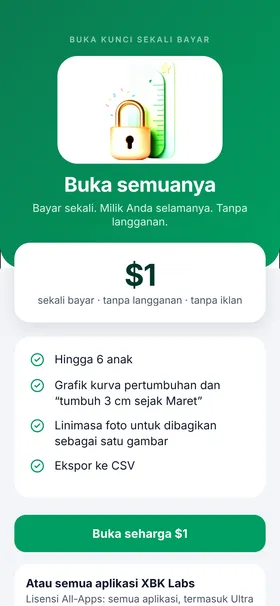 BUKA KUNCI SEKALI BAYAR
Buka semuanya
Bayar sekali. Milik Anda selamanya. Tanpa
langganan.
$1
sekali bayar · tanpa langganan · tanpa iklan
Hingga 6 anak
Grafik kurva pertumbuhan dan
“tumbuh 3 cm sejak Maret”
Linimasa foto untuk dibagikan
sebagai satu gambar
Ekspor ke CSV
Buka seharga $1
Atau semua aplikasi XBK Labs
Lisensi All-Apps: semua aplikasi, termasuk Ultra